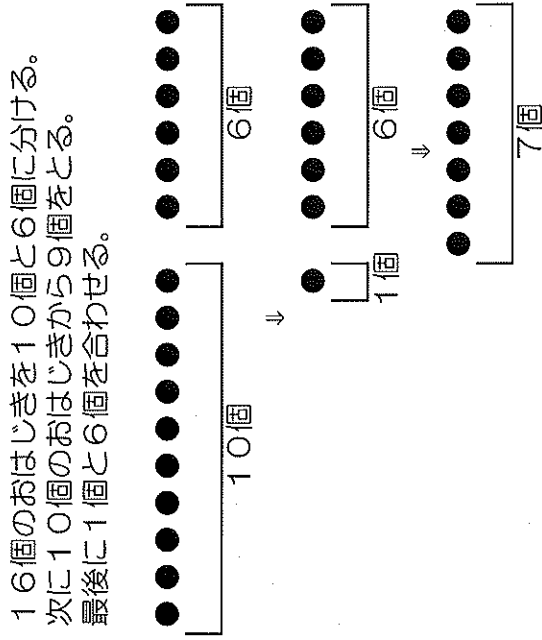 16個のおはじきを10個と6個に分ける。
次に10個のおはじきから9個をとる。
最後に1個と6個を合わせる。
10個
6個
⇒
1個
6個
⇒
7個